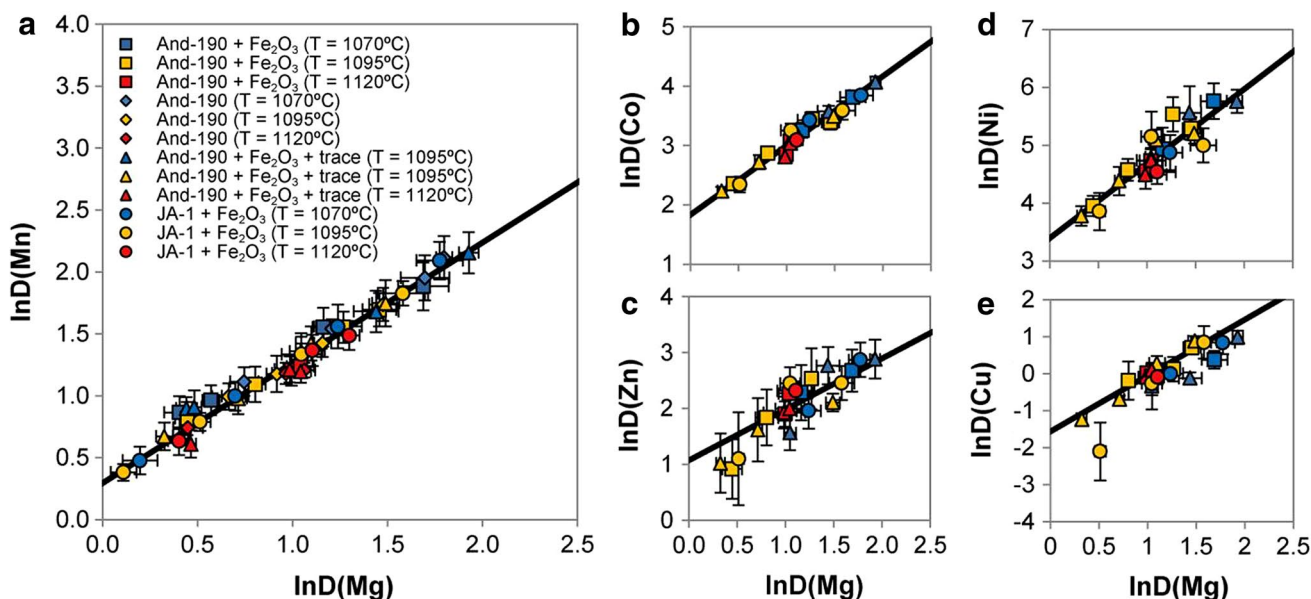 a
4.0
3.5
3.0
2.5
2.0
1.5
1.0
0.5
0.0
lnD(Mn)
And-190 + Fe₂O₃ (T = 1070ºC)
And-190 + Fe₂O₃ (T = 1095ºC)
And-190 + Fe₂O₃ (T = 1120ºC)
And-190 (T = 1070ºC)
And-190 (T = 1095ºC)
And-190 (T = 1120ºC)
And-190 + Fe₂O₃ + trace (T = 1095ºC)
And-190 + Fe₂O₃ + trace (T = 1095ºC)
And-190 + Fe₂O₃ + trace (T = 1120ºC)
JA-1 + Fe₂O₃ (T = 1070ºC)
JA-1 + Fe₂O₃ (T = 1095ºC)
JA-1 + Fe₂O₃ (T = 1120ºC)
0.0 0.5 1.0 1.5 2.0 2.5
lnD(Mg)
b
5
4
3
2
1
lnD(Co)
c
4
3
2
1
0
lnD(Zn)
0.0 0.5 1.0 1.5 2.0 2.5
lnD(Mg)
d
7
6
5
4
3
lnD(Ni)
e
2
1
0
-1
-2
-3
-4
lnD(Cu)
0 0.5 1 1.5 2 2.5
lnD(Mg)